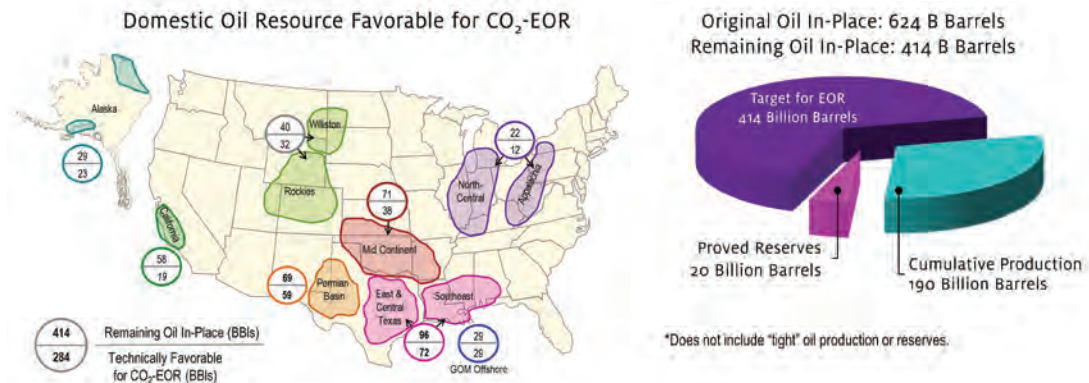 Domestic Oil Resource Favorable for CO₂-EOR
Alaska
29
23
Williston
40
32
Rockies
California
58
19
71
38
Mid Continent
22
12
North-
Central
Appalachia
69
59
Permian
Basin
East &
Central
Texas
Southeast
96
72
29
29
GOM Offshore
414
Remaining Oil In-Place (BBls)
284
Technically Favorable
for CO₂-EOR (BBls)
Original Oil In-Place: 624 B Barrels
Remaining Oil In-Place: 414 B Barrels
Target for EOR
414 Billion Barrels
Proved Reserves
20 Billion Barrels
Cumulative Production
190 Billion Barrels
*Does not include "tight" oil production or reserves.